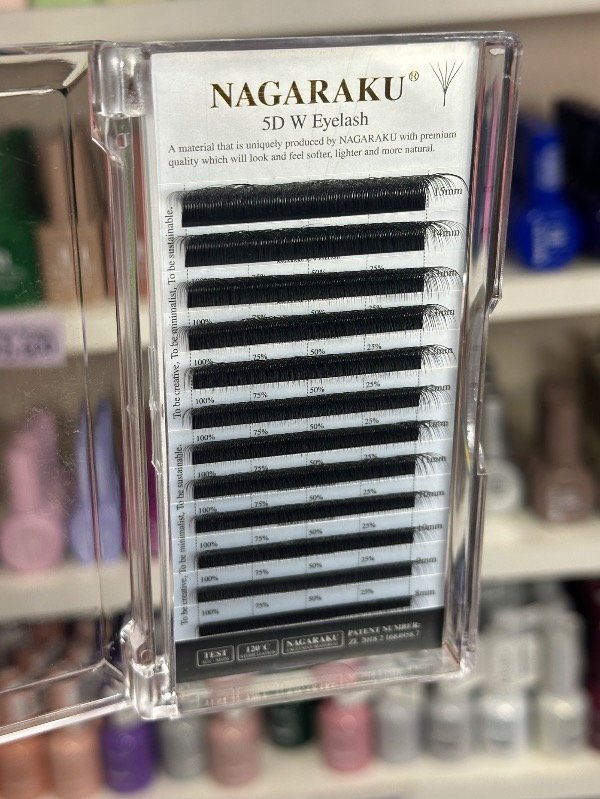 NAGARAKU®
5D W Eyelash
A material that is uniquely produced by NAGARAKU with premium
quality which will look and feel softer, lighter and more natural.
To be creative, To be minimalist, To be sustainable.
To be creative, To be minimalist, To be sustainable.
15mm
14mm
75% 50% 25%
100% 75% 50% 25%
100% 25% 50% 25%
100% 75% 50% 25%
100% 75% 50% 25%
100% 75% 50% 25%
100% 75% 50% 25%
10mm
100% 75% 50% 25%
10mm
100% 75% 50% 25%
9mm
100% 75% 50% 25%
8mm
TEST
120°C
NAGARAKU
PATENT NUMBER: